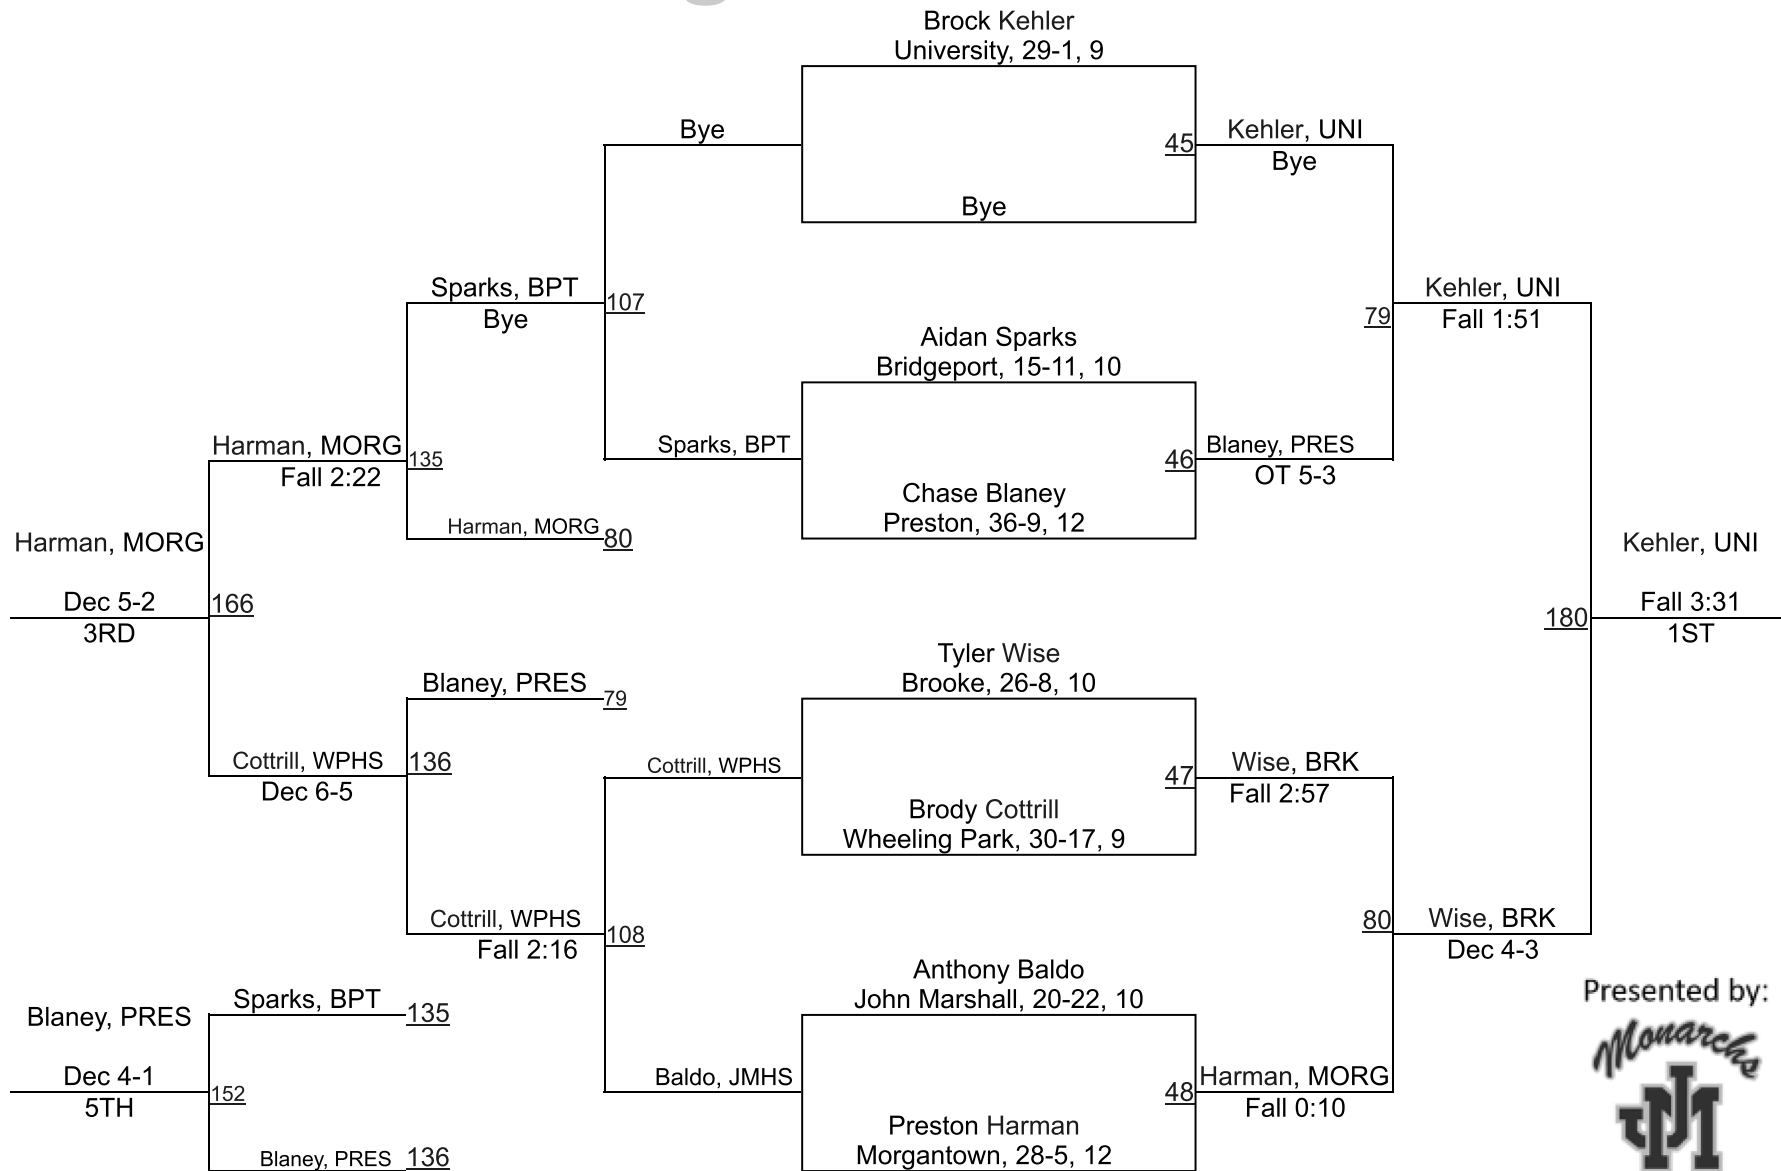 Brock Kehler
University, 29-1, 9
Bye
45
Kehler, UNI
Bye
Bye
Sparks, BPT
Bye
107
Kehler, UNI
Fall 1:51
79
Aidan Sparks
Bridgeport, 15-11, 10
Harman, MORG
Fall 2:22
135
Sparks, BPT
46
Blaney, PRES
OT 5-3
Chase Blaney
Preston, 36-9, 12
Harman, MORG
80
Harman, MORG
Dec 5-2
3RD
166
Kehler, UNI
Fall 3:31
1ST
180
Tyler Wise
Brooke, 26-8, 10
Blaney, PRES
79
Cottrill, WPHS
Dec 6-5
136
Cottrill, WPHS
47
Wise, BRK
Fall 2:57
Brody Cottrill
Wheeling Park, 30-17, 9
Cottrill, WPHS
Fall 2:16
108
80
Wise, BRK
Dec 4-3
Anthony Baldo
John Marshall, 20-22, 10
Blaney, PRES
Dec 4-1
5TH
Sparks, BPT
135
152
Blaney, PRES
136
Baldo, JMHS
48
Harman, MORG
Fall 0:10
Preston Harman
Morgantown, 28-5, 12
Presented by:
Monarchs
JM